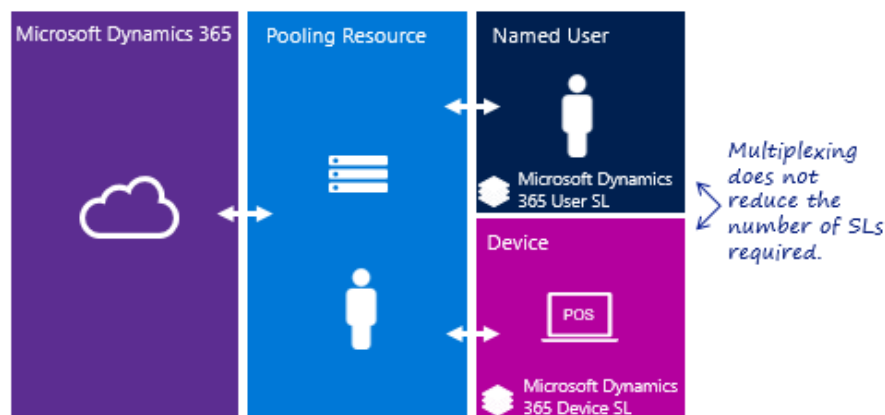 Microsoft Dynamics 365
Pooling Resource
Named User
Microsoft Dynamics
365 User SL
Multiplexing
does not
reduce the
number of SLs
required.
Device
POS
Microsoft Dynamics
365 Device SL